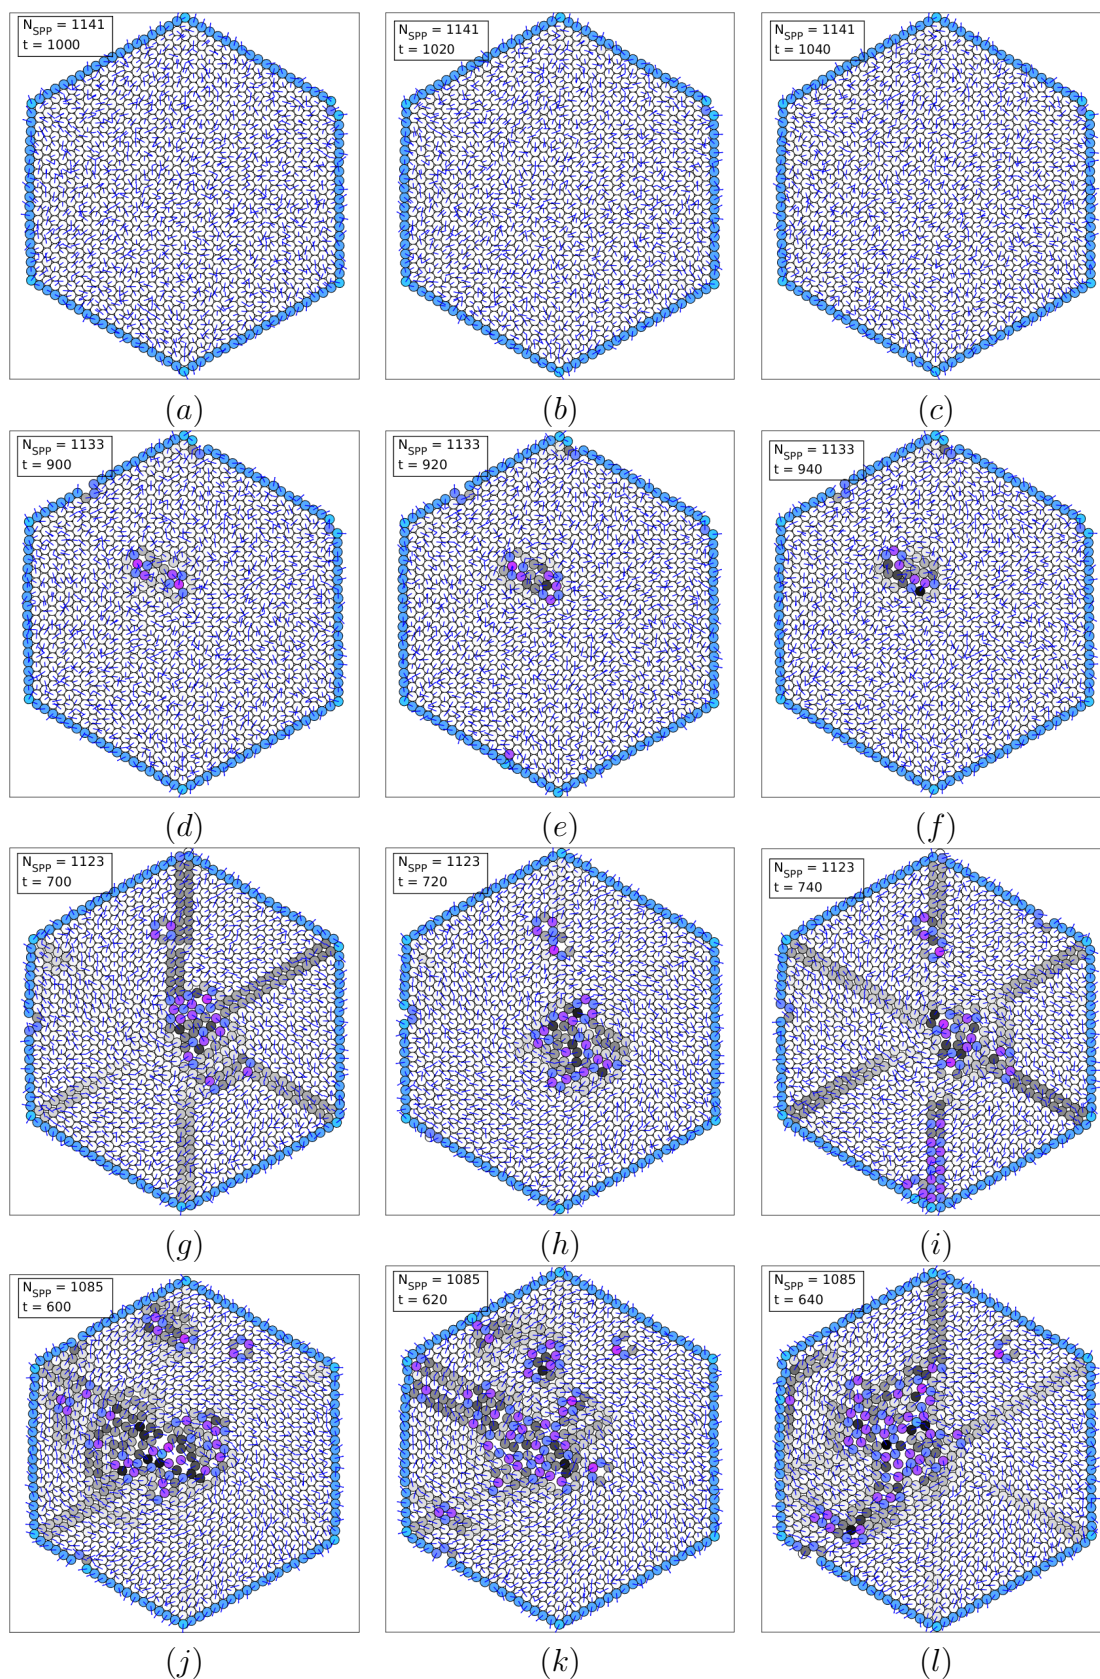 N_SPP = 1141
t = 1000
N_SPP = 1141
t = 1020
N_SPP = 1141
t = 1040
(a)
(b)
(c)
N_SPP = 1133
t = 900
N_SPP = 1133
t = 920
N_SPP = 1133
t = 940
(d)
(e)
(f)
N_SPP = 1123
t = 700
N_SPP = 1123
t = 720
N_SPP = 1123
t = 740
(g)
(h)
(i)
N_SPP = 1085
t = 600
N_SPP = 1085
t = 620
N_SPP = 1085
t = 640
(j)
(k)
(l)